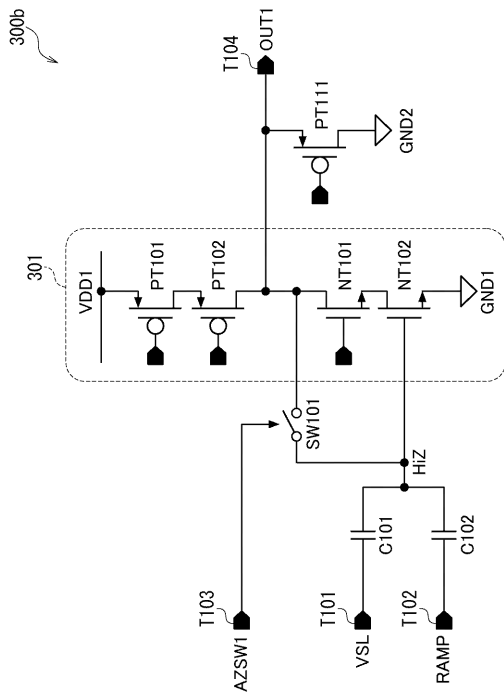 300b
301
VDD1
PT101
PT102
T104
OUT1
PT111
GND2
NT101
NT102
GND1
SW101
HiZ
C101
C102
T103
AZSW1
T101
VSL
T102
RAMP